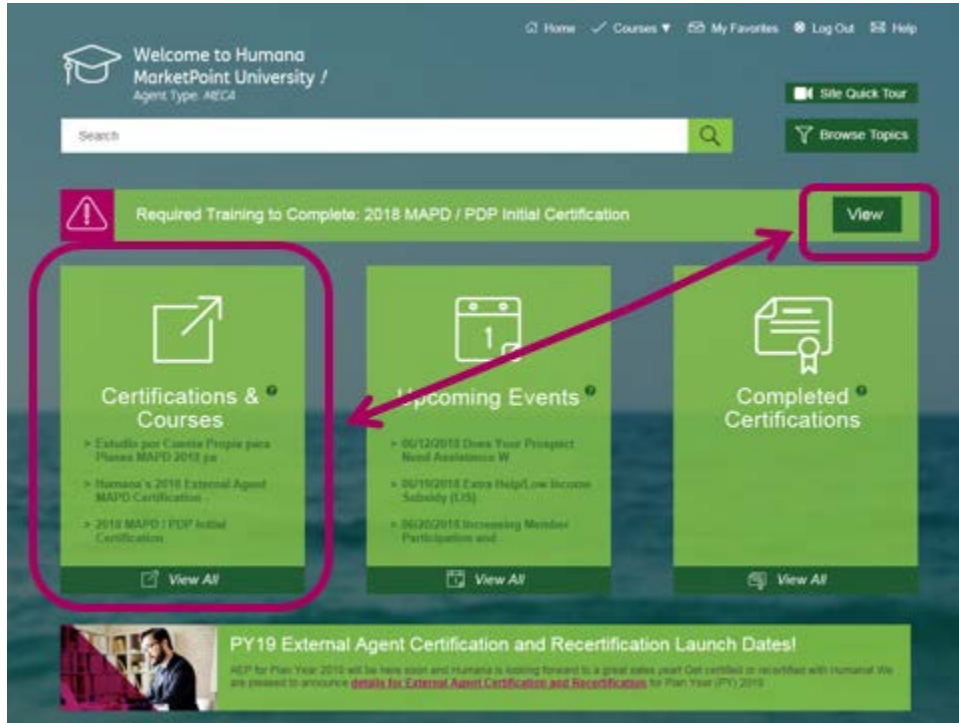 Home Courses ▼ My Favorites Log Out Help
Welcome to Humana
MarketPoint University !
Agent Type: MECA
Site Quick Tour
Search
Browse Topics
Required Training to Complete: 2018 MAPD / PDP Initial Certification
View
Certifications &
Courses
> Estudio por Cuenta Propia para
Planes MAPD 2018 pa
> Humana's 2018 External Agent
MAPD Certification -
> 2018 MAPD / PDP Initial
Certification
View All
1
Upcoming Events
> 06/12/2018 Does Your Prospect
Need Assistance W
> 06/19/2018 Extra Help/Low Income
Subsidy (LIS)
> 06/20/2018 Increasing Member
Participation and
View All
Completed
Certifications
View All
PY19 External Agent Certification and Recertification Launch Dates!
AEP for Plan Year 2019 will be here soon and Humana is looking forward to a great sales year! Get certified or recertified with Humana! We
are pleased to announce details for External Agent Certification and Recertification for Plan Year (PY) 2019